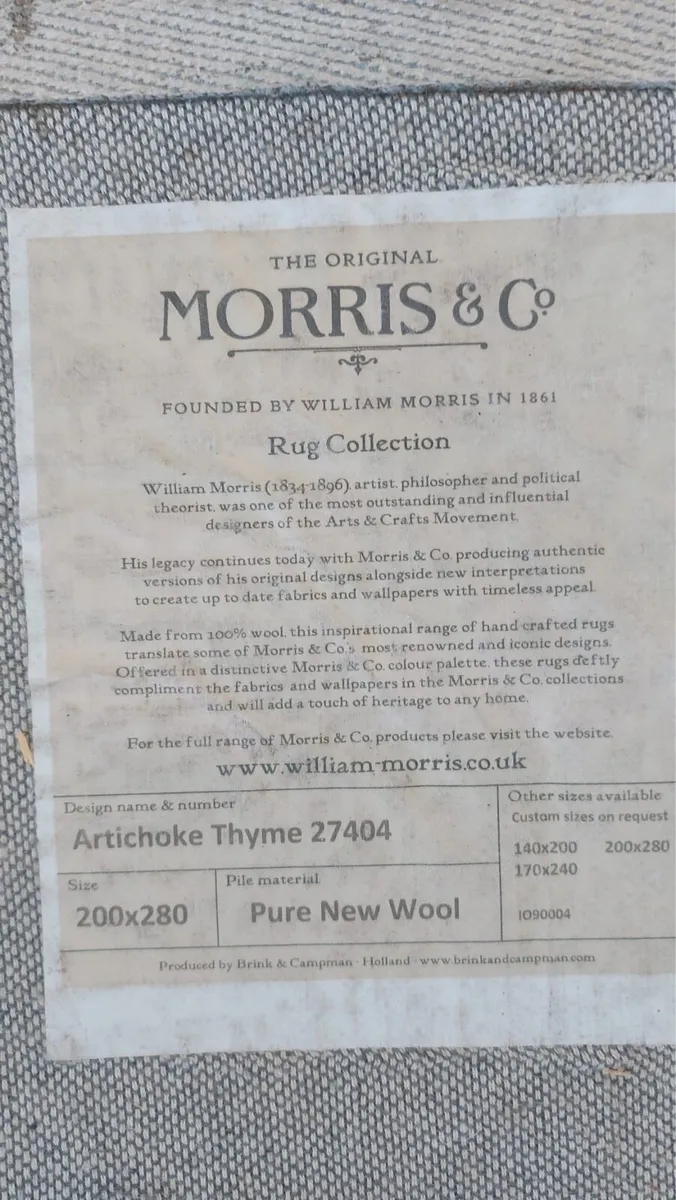 THE ORIGINAL
MORRIS & Co
FOUNDED BY WILLIAM MORRIS IN 1861
Rug Collection
William Morris (1834-1896), artist, philosopher and political
theorist, was one of the most outstanding and influential
designers of the Arts & Crafts Movement.
His legacy continues today with Morris & Co. producing authentic
versions of his original designs alongside new interpretations
to create up to date fabrics and wallpapers with timeless appeal.
Made from 100% wool, this inspirational range of hand crafted rugs
translate some of Morris & Co.'s most renowned and iconic designs.
Offered in a distinctive Morris & Co. colour palette, these rugs deftly
compliment the fabrics and wallpapers in the Morris & Co. collections
and will add a touch of heritage to any home.
For the full range of Morris & Co. products please visit the website.
www.william-morris.co.uk
Design name & number
Artichoke Thyme 27404
Other sizes available
Custom sizes on request
140x200 200x280
170x240
IO90004
Size
200x280
Pile material
Pure New Wool
Produced by Brink & Campman · Holland · www.brinkandcampman.com